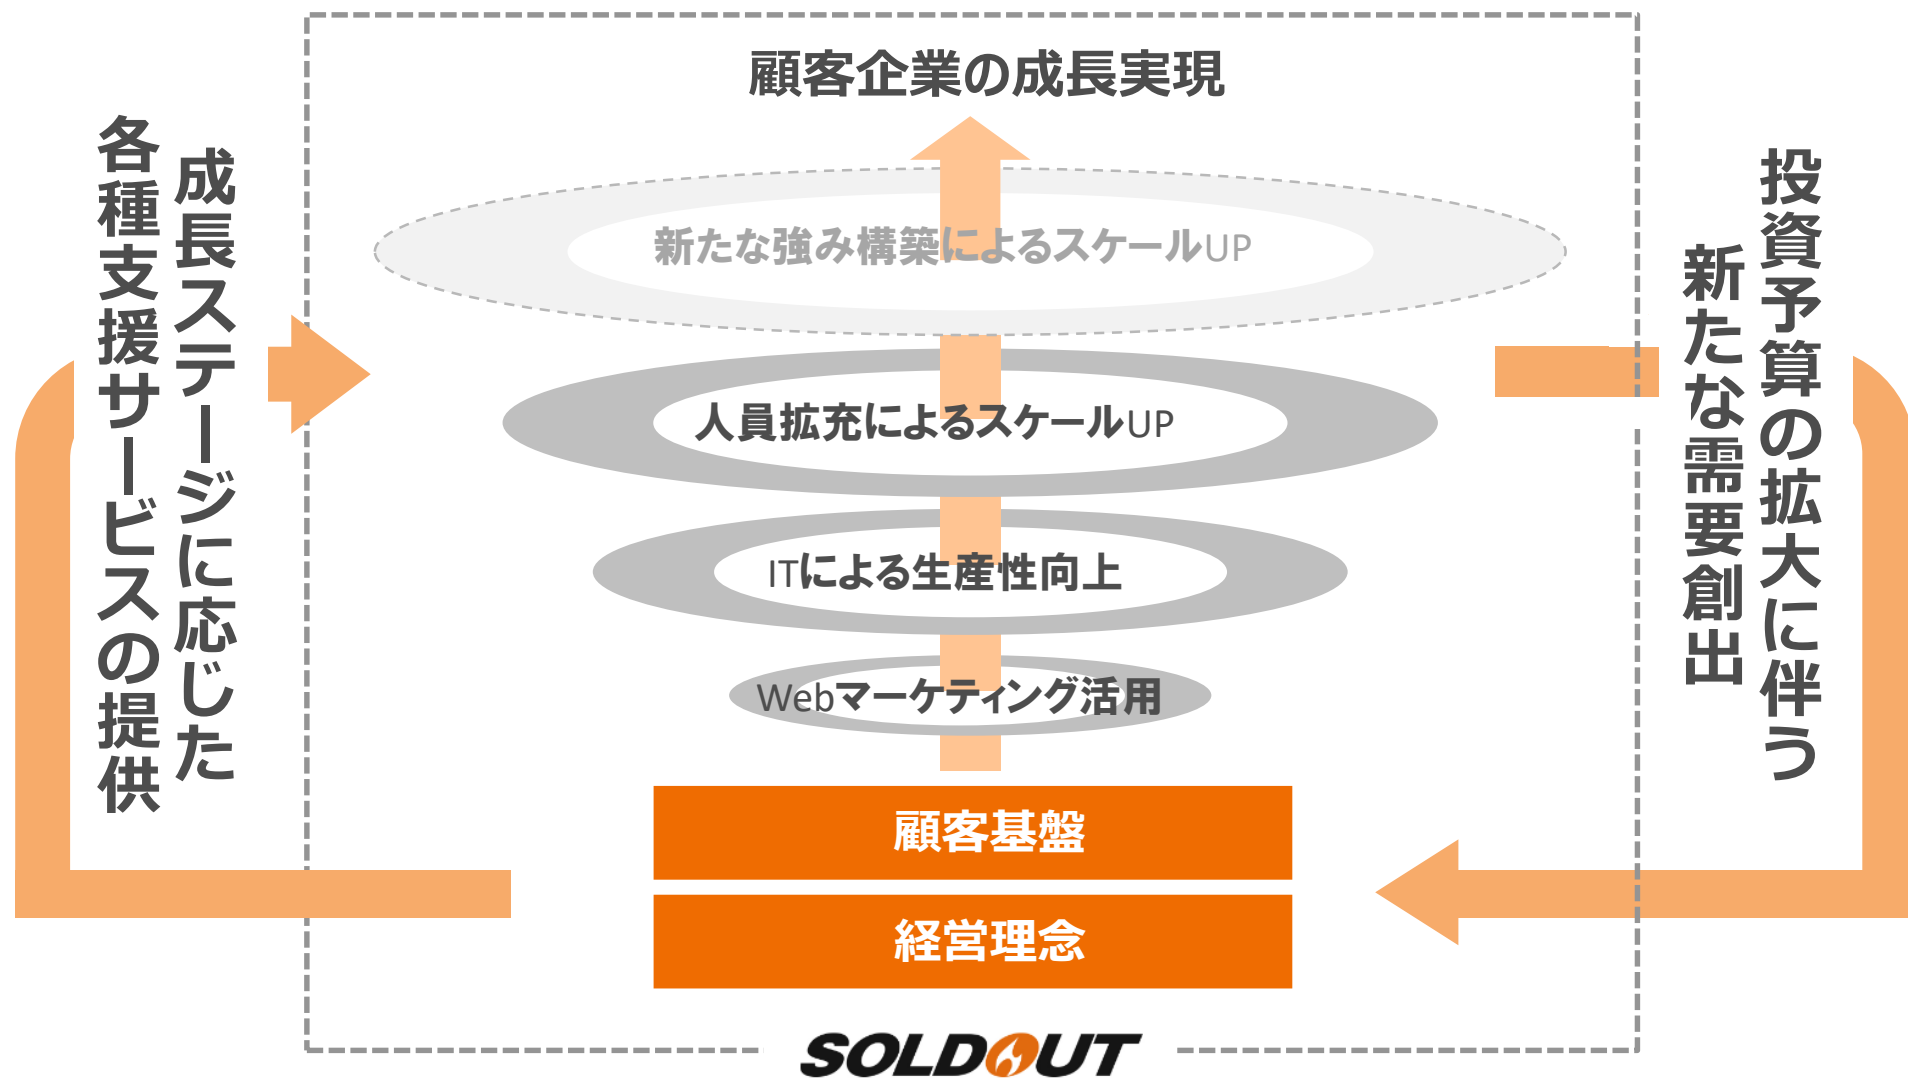 顧客企業の成長実現
成長ステージに応じた
各種支援サービスの提供
新たな強み構築によるスケールUP
人員拡充によるスケールUP
ITによる生産性向上
Webマーケティング活用
投資予算の拡大に伴う
新たな需要創出
顧客基盤
経営理念
SOLDOUT